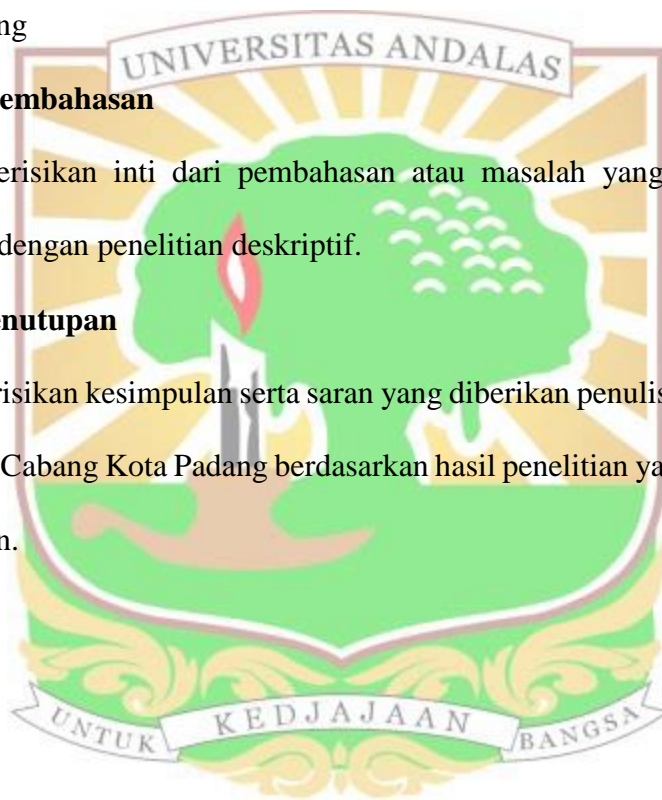 ng
UNIVERSITAS ANDALAS
embahasan
erisikan inti dari pembahasan atau masalah yang
dengan penelitian deskriptif.
enutupan
risikan kesimpulan serta saran yang diberikan penulis
Cabang Kota Padang berdasarkan hasil penelitian ya
n.
UNTUK KEDJAJAAN BANGSA